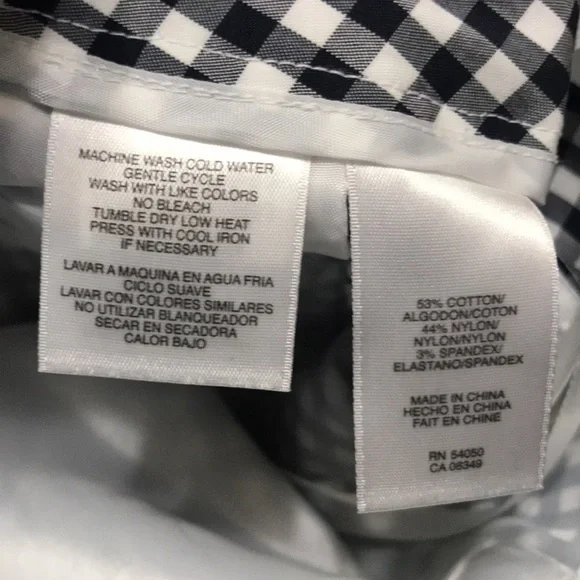 MACHINE WASH COLD WATER
GENTLE CYCLE
WASH WITH LIKE COLORS
NO BLEACH
TUMBLE DRY LOW HEAT
PRESS WITH COOL IRON
IF NECESSARY
LAVAR A MAQUINA EN AGUA FRIA
CICLO SUAVE
LAVAR CON COLORES SIMILARES
NO UTILIZAR BLANQUEADOR
SECAR EN SECADORA
CALOR BAJO
53% COTTON/
ALGODON/COTON
44% NYLON/
NYLON/NYLON
3% SPANDEX/
ELASTANO/SPANDEX
MADE IN CHINA
HECHO EN CHINA
FAIT EN CHINE
RN 54050
CA 08349